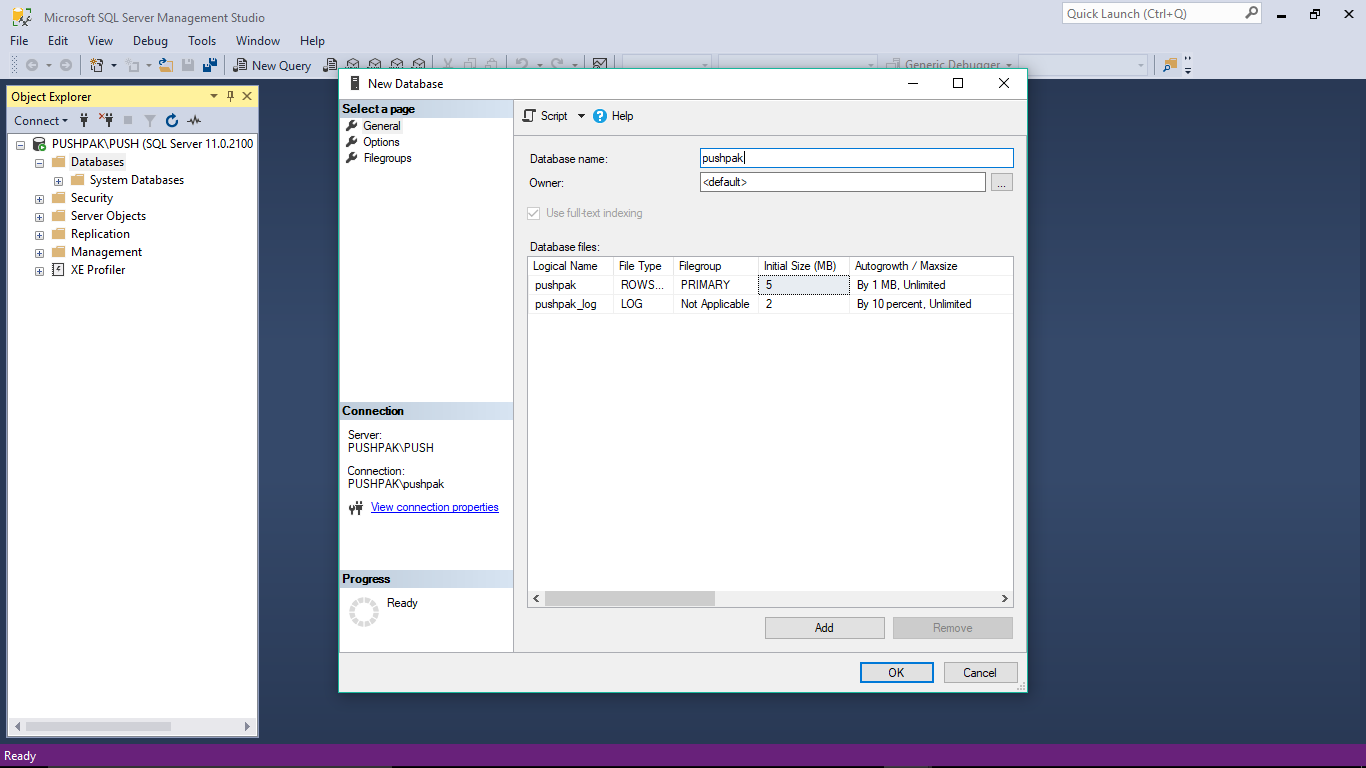 Microsoft SQL Server Management Studio
Quick Launch (Ctrl+Q)
File Edit View Debug Tools Window Help
New Query
Generic Debugger
Object Explorer
Connect
PUSHPAK\PUSH (SQL Server 11.0.2100
Databases
System Databases
Security
Server Objects
Replication
Management
XE Profiler
New Database
Select a page
General
Options
Filegroups
Connection
Server:
PUSHPAK\PUSH
Connection:
PUSHPAK\pushpak
View connection properties
Progress
Ready
Script Help
Database name: pushpak
Owner: <default> ...
Use full-text indexing
Database files:
Logical Name File Type Filegroup Initial Size (MB) Autogrowth / Maxsize
pushpak ROWS... PRIMARY 5 By 1 MB, Unlimited
pushpak_log LOG Not Applicable 2 By 10 percent, Unlimited
Add Remove
OK Cancel
Ready